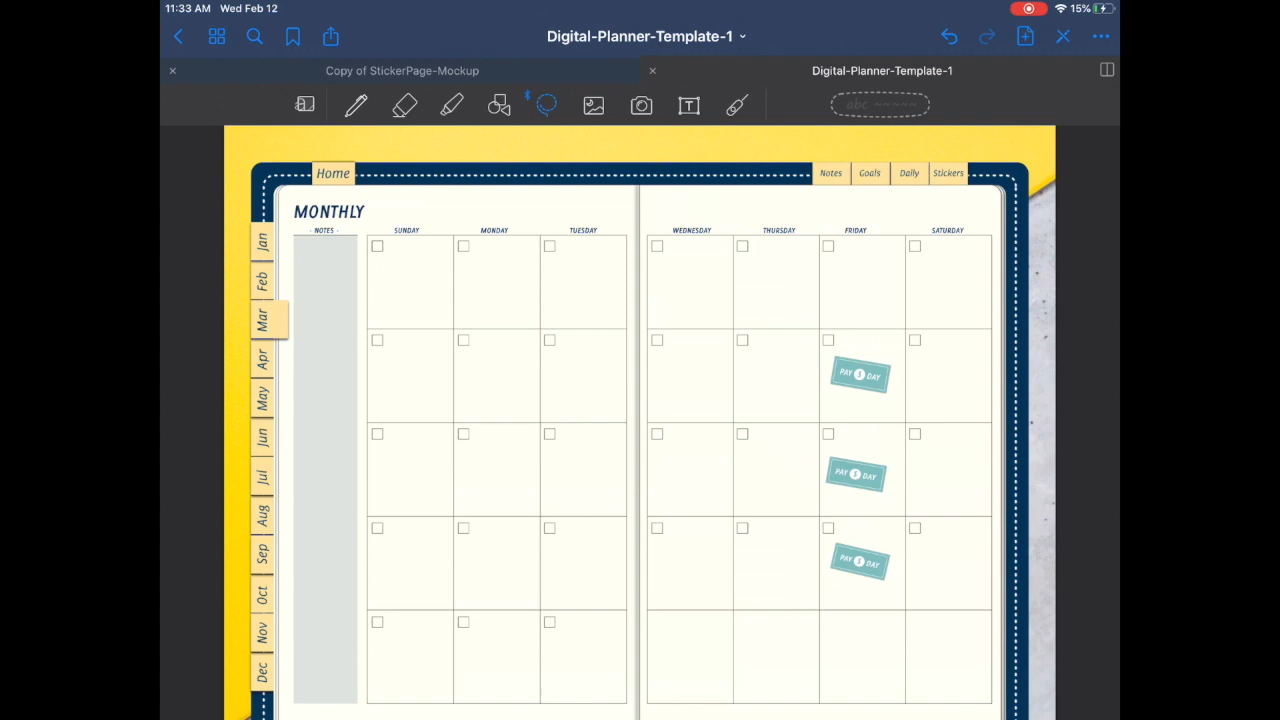 11:33 AM Wed Feb 12 15%
Digital-Planner-Template-1
Copy of StickerPage-Mockup Digital-Planner-Template-1
abc
Home Notes Goals Daily Stickers
MONTHLY
- NOTES - SUNDAY MONDAY TUESDAY WEDNESDAY THURSDAY FRIDAY SATURDAY
Jan
Feb
Mar
Apr
May
Jun
Jul
Aug
Sep
Oct
Nov
Dec
PAY $ DAY
PAY $ DAY
PAY $ DAY